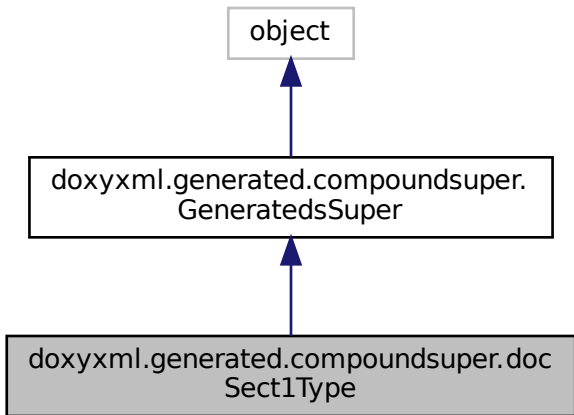 object
doxyxml.generated.compoundsuper.
GeneratedsSuper
doxyxml.generated.compoundsuper.doc
Sect1Type